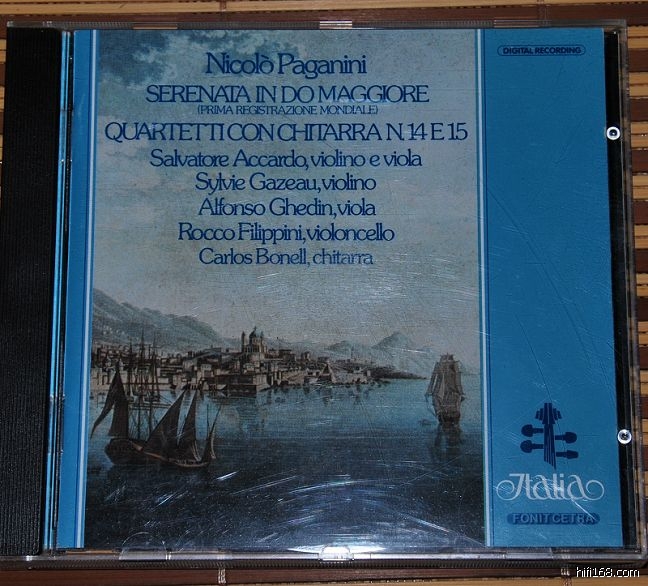 Nicolò Paganini
SERENATA IN DO MAGGIORE
(PRIMA REGISTRAZIONE MONDIALE)
QUARTETTI CON CHITARRA N. 14 E 15
Salvatore Accardo, violino e viola
Sylvie Gazeau, violino
Alfonso Ghedin, viola
Rocco Filippini, violoncello
Carlos Bonell, chitarra
DIGITAL RECORDING
Italia
FONIT CETRA
hifi168.com